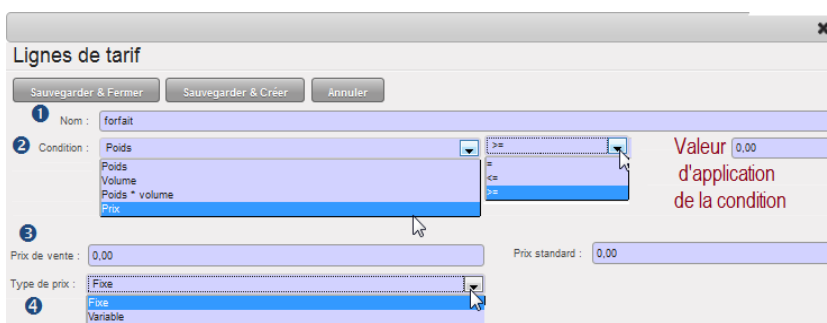 ✖
Lignes de tarif
Sauvegarder & Fermer Sauvegarder & Créer Annuler
1 Nom : forfait
2 Condition : Poids >= Valeur 0,00
d'application
de la condition
Poids =
Volume <=
Poids * volume >=
Prix
3
Prix de vente : 0,00 Prix standard : 0,00
Type de prix : Fixe
4 Fixe
Variable